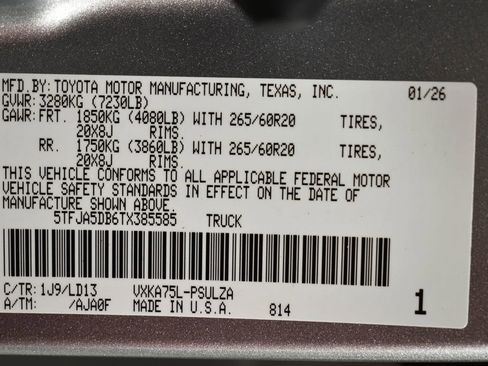 MFD.BY:TOYOTA MOTOR MANUFACTURING, TEXAS, INC. 01/26
GVWR:3280KG (7230LB)
GAWR:FRT. 1850KG (4080LB) WITH 265/60R20 TIRES,
20X8J RIMS.
RR. 1750KG (3860LB) WITH 265/60R20 TIRES,
20X8J RIMS.
THIS VEHICLE CONFORMS TO ALL APPLICABLE FEDERAL MOTOR
VEHICLE SAFETY STANDARDS IN EFFECT ON THE DATE OF
MANUFACTURE SHOWN ABOVE.
5TFJA5DB6TX385585 TRUCK
C/TR:1J9/LD13 VXKA75L-PSULZA
A/TM: /AJA0F MADE IN U.S.A. 814 1